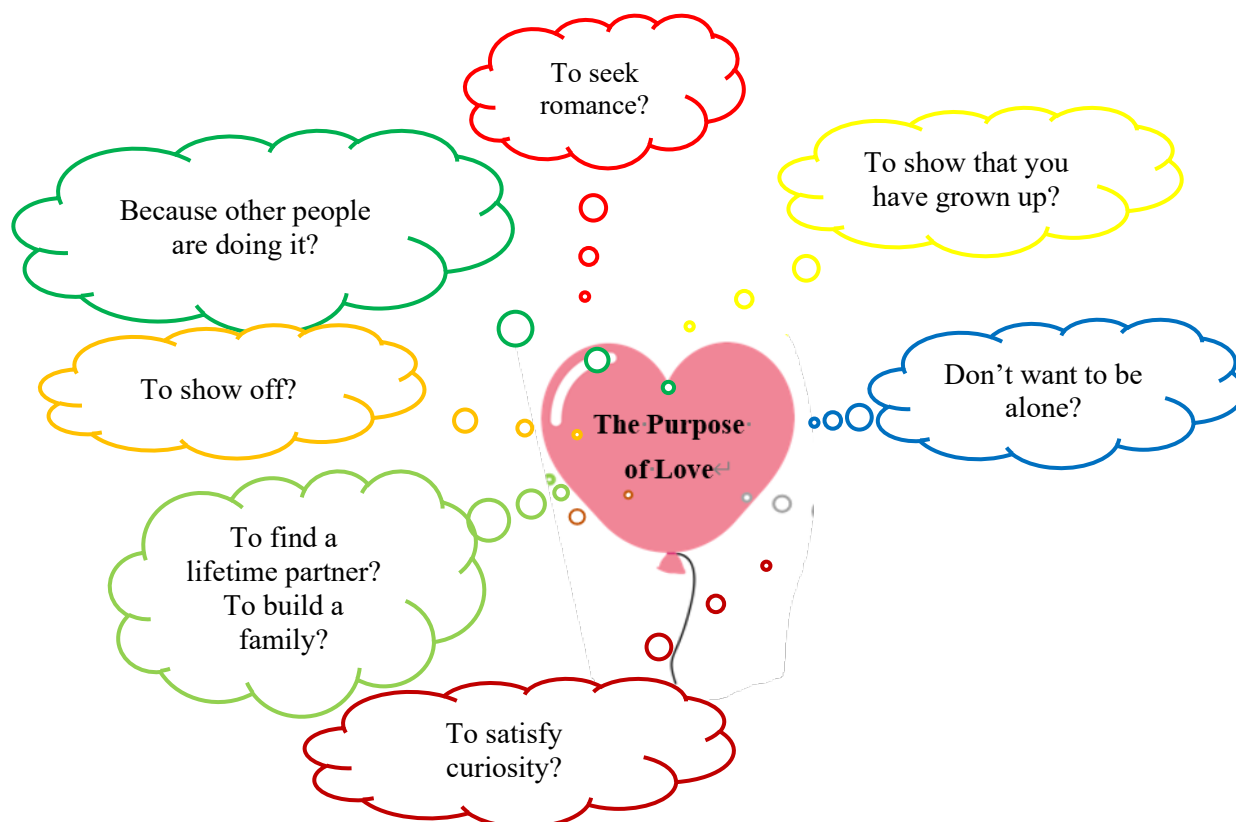 To seek
romance?
To show that you
have grown up?
Because other people
are doing it?
To show off?
Don’t want to be
alone?
The Purpose
of Love
To find a
lifetime partner?
To build a
family?
To satisfy
curiosity?